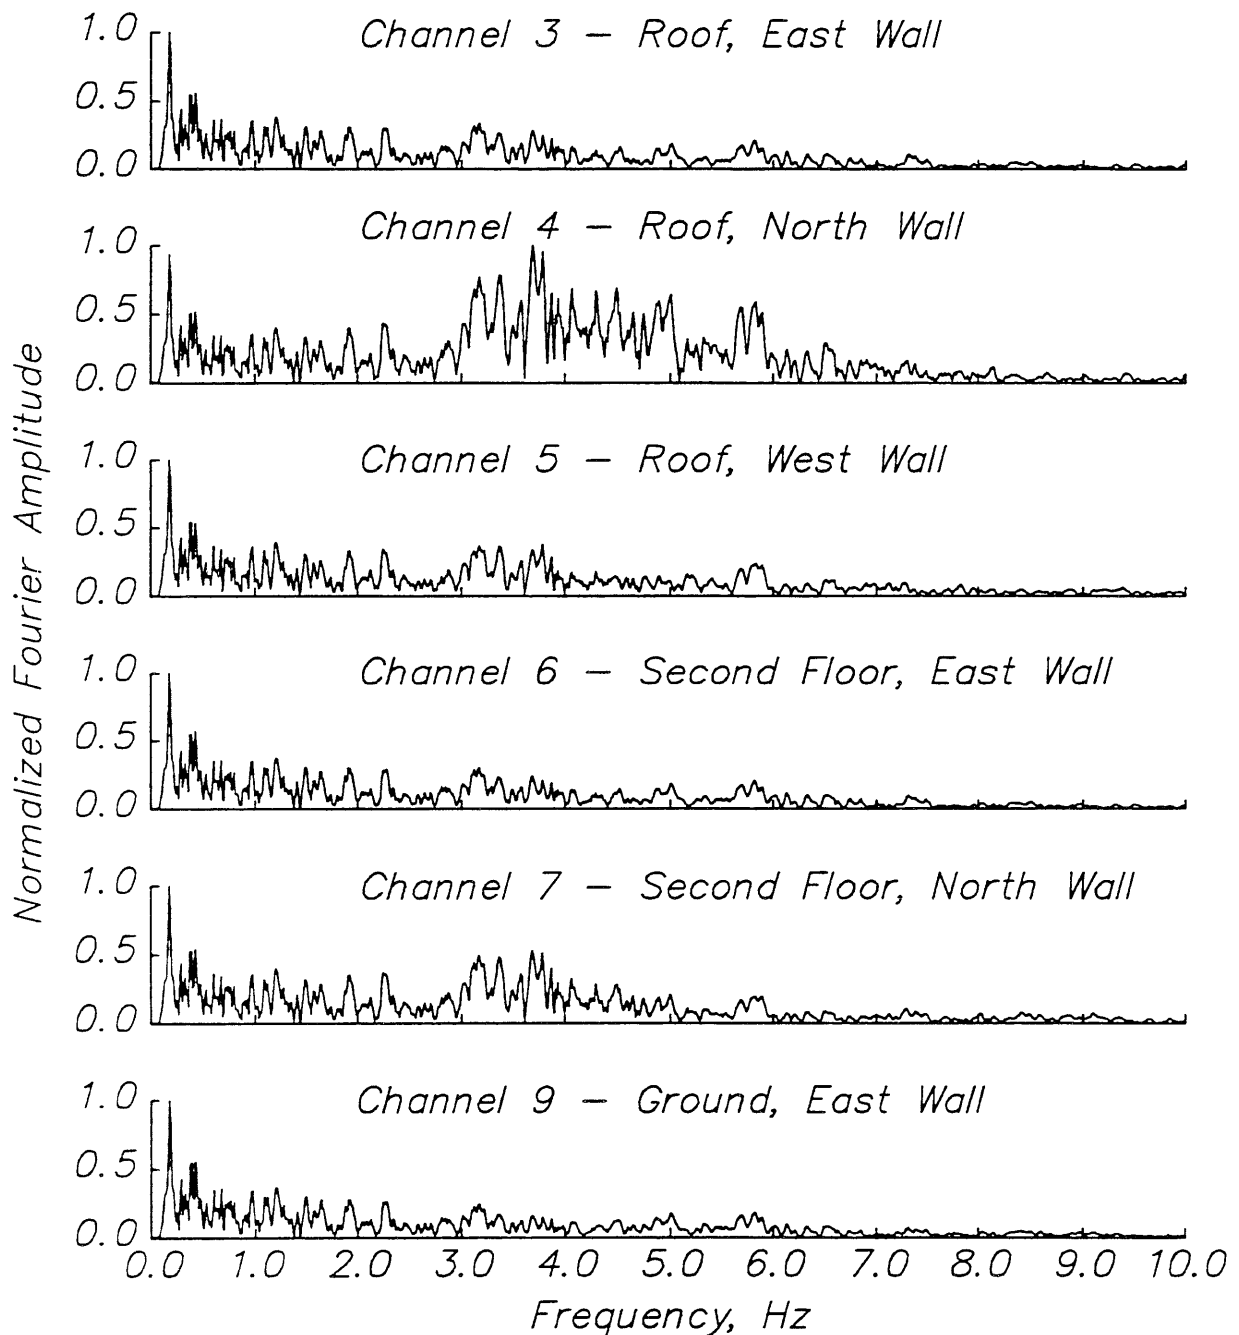 Channel 3 – Roof, East Wall
1.0
0.5
0.0
Channel 4 – Roof, North Wall
1.0
0.5
0.0
Channel 5 – Roof, West Wall
1.0
0.5
0.0
Channel 6 – Second Floor, East Wall
1.0
0.5
0.0
Channel 7 – Second Floor, North Wall
1.0
0.5
0.0
Channel 9 – Ground, East Wall
1.0
0.5
0.0
Normalized Fourier Amplitude
0.0 1.0 2.0 3.0 4.0 5.0 6.0 7.0 8.0 9.0 10.0
Frequency, Hz